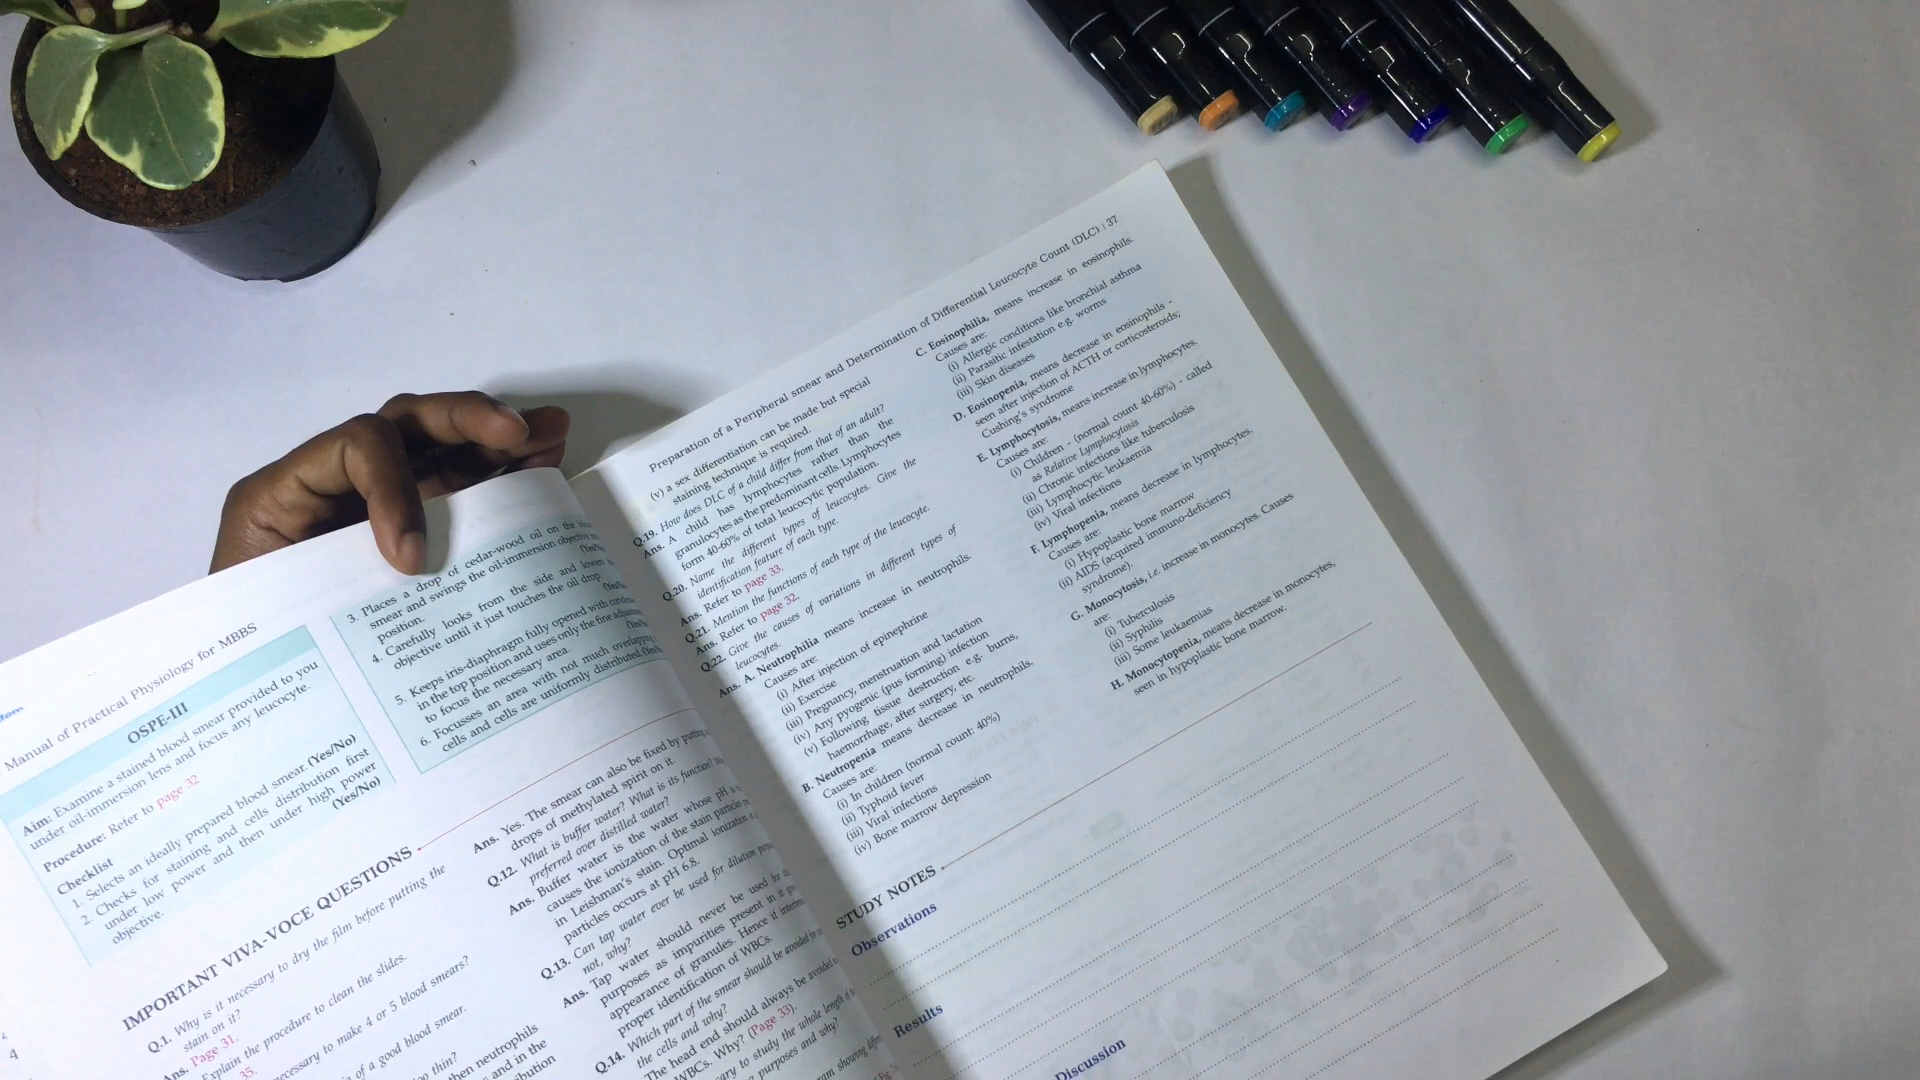 Manual of Practical Physiology for MBBS
OSPE-III
Aim: Examine a stained blood smear provided to you
under oil-immersion lens and focus any leucocyte.
Procedure: Refer to page 32
Checklist
1. Selects an ideally prepared blood smear. (Yes/No)
2. Checks for staining and cells distribution first
under low power and then under high power
objective. (Yes/No)
3. Places a drop of cedar-wood oil on the
smear and swings the oil-immersion objective
position.
4. Carefully looks from the side and lowers
objective until it just touches the oil drop.
5. Keeps iris-diaphragm fully opened with
in the top position and uses only the fine
to focus the necessary area.
6. Focusses an area with not much overlapping
cells and cells are uniformly distributed
IMPORTANT VIVA-VOCE QUESTIONS
Q.1. Why is it necessary to dry the film before putting the
stain on it?
Ans. Page 31.
Explain the procedure to clean the slides.
35.
necessary to make 4 or 5 blood smears?
of a good blood smear.
too thin?
then neutrophils
and in the
Ans. Yes. The smear can also be fixed by putting
drops of methylated spirit on it.
Q.12. What is buffer water? What is its function?
preferred over distilled water?
Ans. Buffer water is the water whose pH
causes the ionization of the stain particles
in Leishman's stain. Optimal ionization
particles occurs at pH 6.8.
Q.13. Can tap water ever be used for dilution
not, why?
Ans. Tap water should never be used for
purposes as impurities present in it
appearance of granules. Hence if
proper identification of WBCs.
Q.14. Which part of the smear should be avoided for
the cells and why?
The head end should always be avoided
WBCs. Why? (Page 33).
to study the whole length of
purposes and why?
showing
Preparation of a Peripheral smear and Determination of Differential Leucocyte Count (DLC) | 37
(v) a sex differentiation can be made but special
staining technique is required.
Q.19. How does DLC of a child differ from that of an adult?
Ans. A child has lymphocytes rather than the
granulocytes as the predominant cells. Lymphocytes
form 40-60% of total leucocytic population.
Q.20. Name the different types of leucocytes. Give the
identification feature of each type.
Ans. Refer to page 33.
Q.21. Mention the functions of each type of the leucocyte.
Ans. Refer to page 32.
Q.22. Give the causes of variations in different types of
leucocytes.
Ans. A. Neutrophilia means increase in neutrophils.
Causes are:
(i) After injection of epinephrine
(ii) Exercise
(iii) Pregnancy, menstruation and lactation
(iv) Any pyogenic (pus forming) infection
(v) Following tissue destruction e.g. burns,
haemorrhage, after surgery, etc.
B. Neutropenia means decrease in neutrophils.
Causes are:
(i) In children (normal count: 40%)
(ii) Typhoid fever
(iii) Viral infections
(iv) Bone marrow depression
C. Eosinophilia, means increase in eosinophils.
Causes are:
(i) Allergic conditions like bronchial asthma
(ii) Parasitic infestation e.g. worms
(iii) Skin diseases
D. Eosinopenia, means decrease in eosinophils -
seen after injection of ACTH or corticosteroids;
Cushing's syndrome
E. Lymphocytosis, means increase in lymphocytes.
Causes are:
(i) Children - (normal count 40-60%) - called
as Relative Lymphocytosis
(ii) Chronic infections like tuberculosis
(iii) Lymphocytic leukaemia
(iv) Viral infections
F. Lymphopenia, means decrease in lymphocytes.
Causes are:
(i) Hypoplastic bone marrow
(ii) AIDS (acquired immuno-deficiency
syndrome).
G. Monocytosis, i.e. increase in monocytes. Causes
are:
(i) Tuberculosis
(ii) Syphilis
(iii) Some leukaemias
H. Monocytopenia, means decrease in monocytes,
seen in hypoplastic bone marrow.
STUDY NOTES
Observations
Results
Discussion